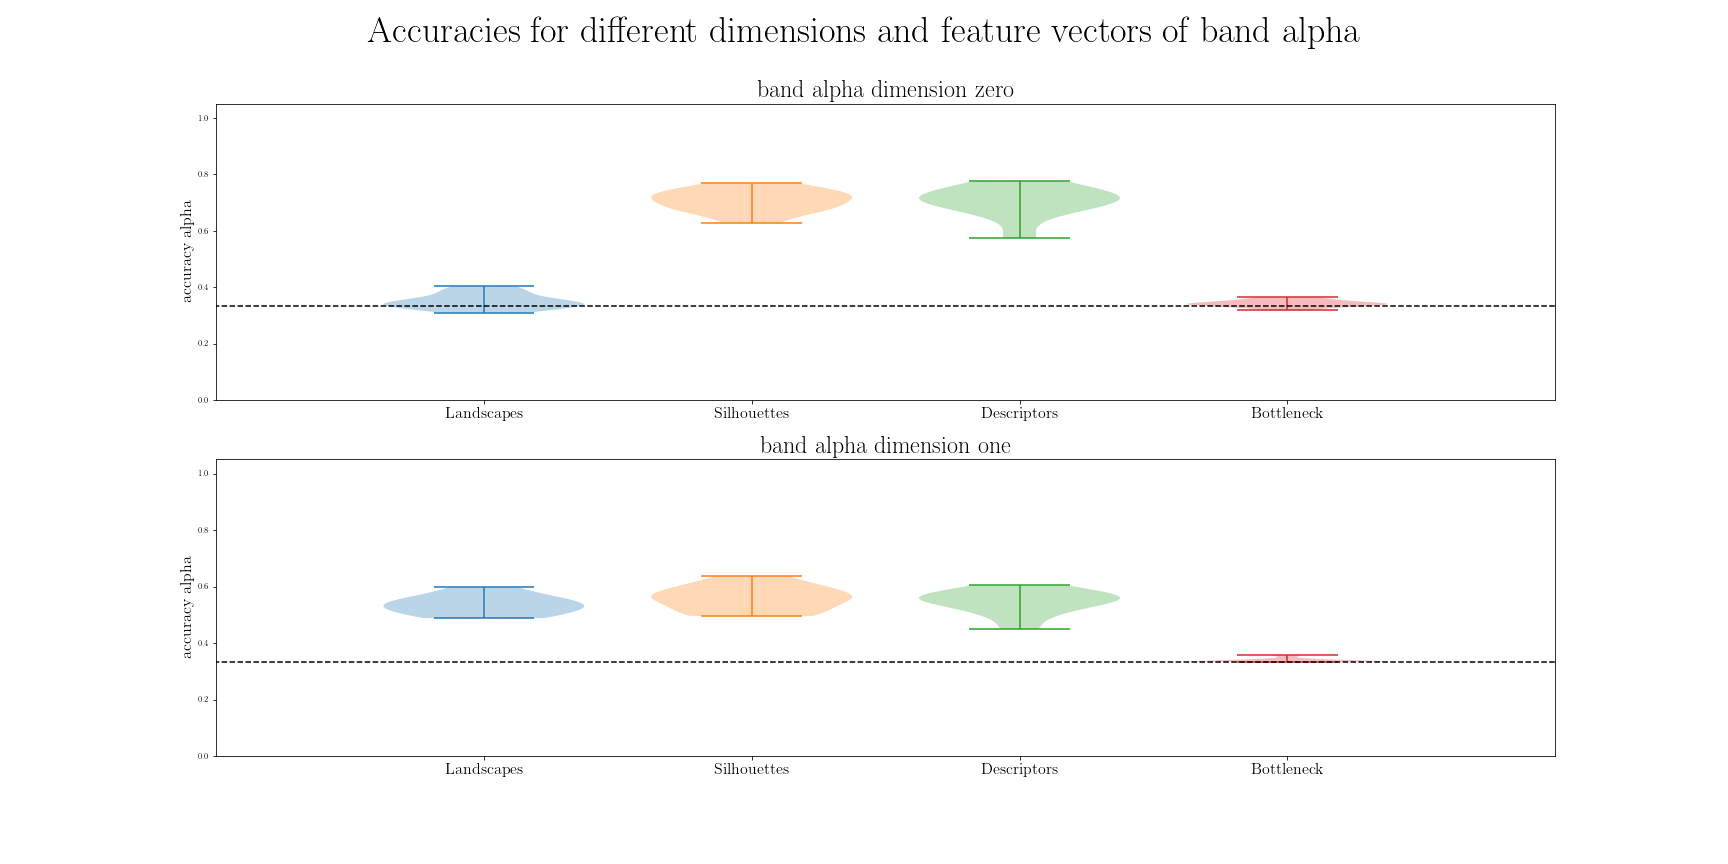 Accuracies for different dimensions and feature vectors of band alpha
band alpha dimension zero
accuracy alpha
1.0
0.8
0.6
0.4
0.2
0.0
Landscapes Silhouettes Descriptors Bottleneck
band alpha dimension one
accuracy alpha
1.0
0.8
0.6
0.4
0.2
0.0
Landscapes Silhouettes Descriptors Bottleneck